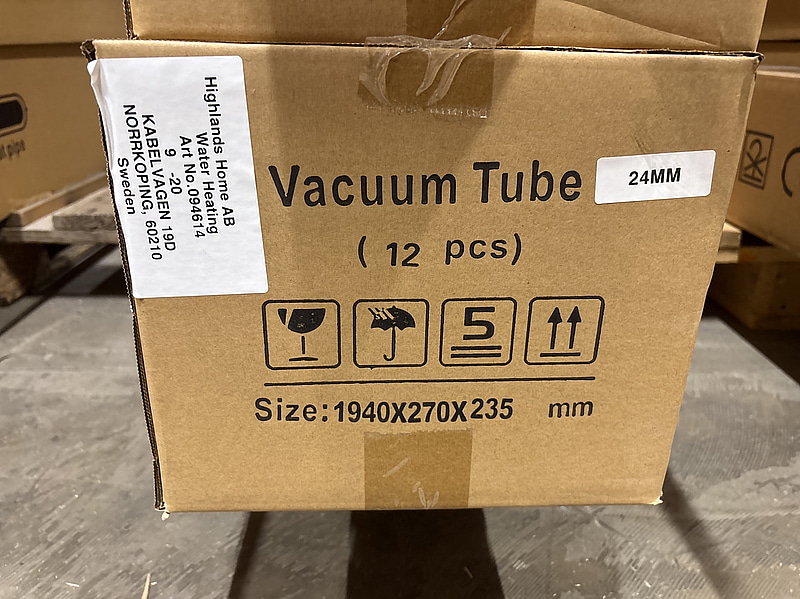 Highlands Home AB
Water Heating
Art No.094614
9 -20
KABELVAGEN 19D
NORRKOPING, 60210
Sweden
Vacuum Tube
24MM
( 12 pcs)
5
Size:1940X270X235 mm
pipe